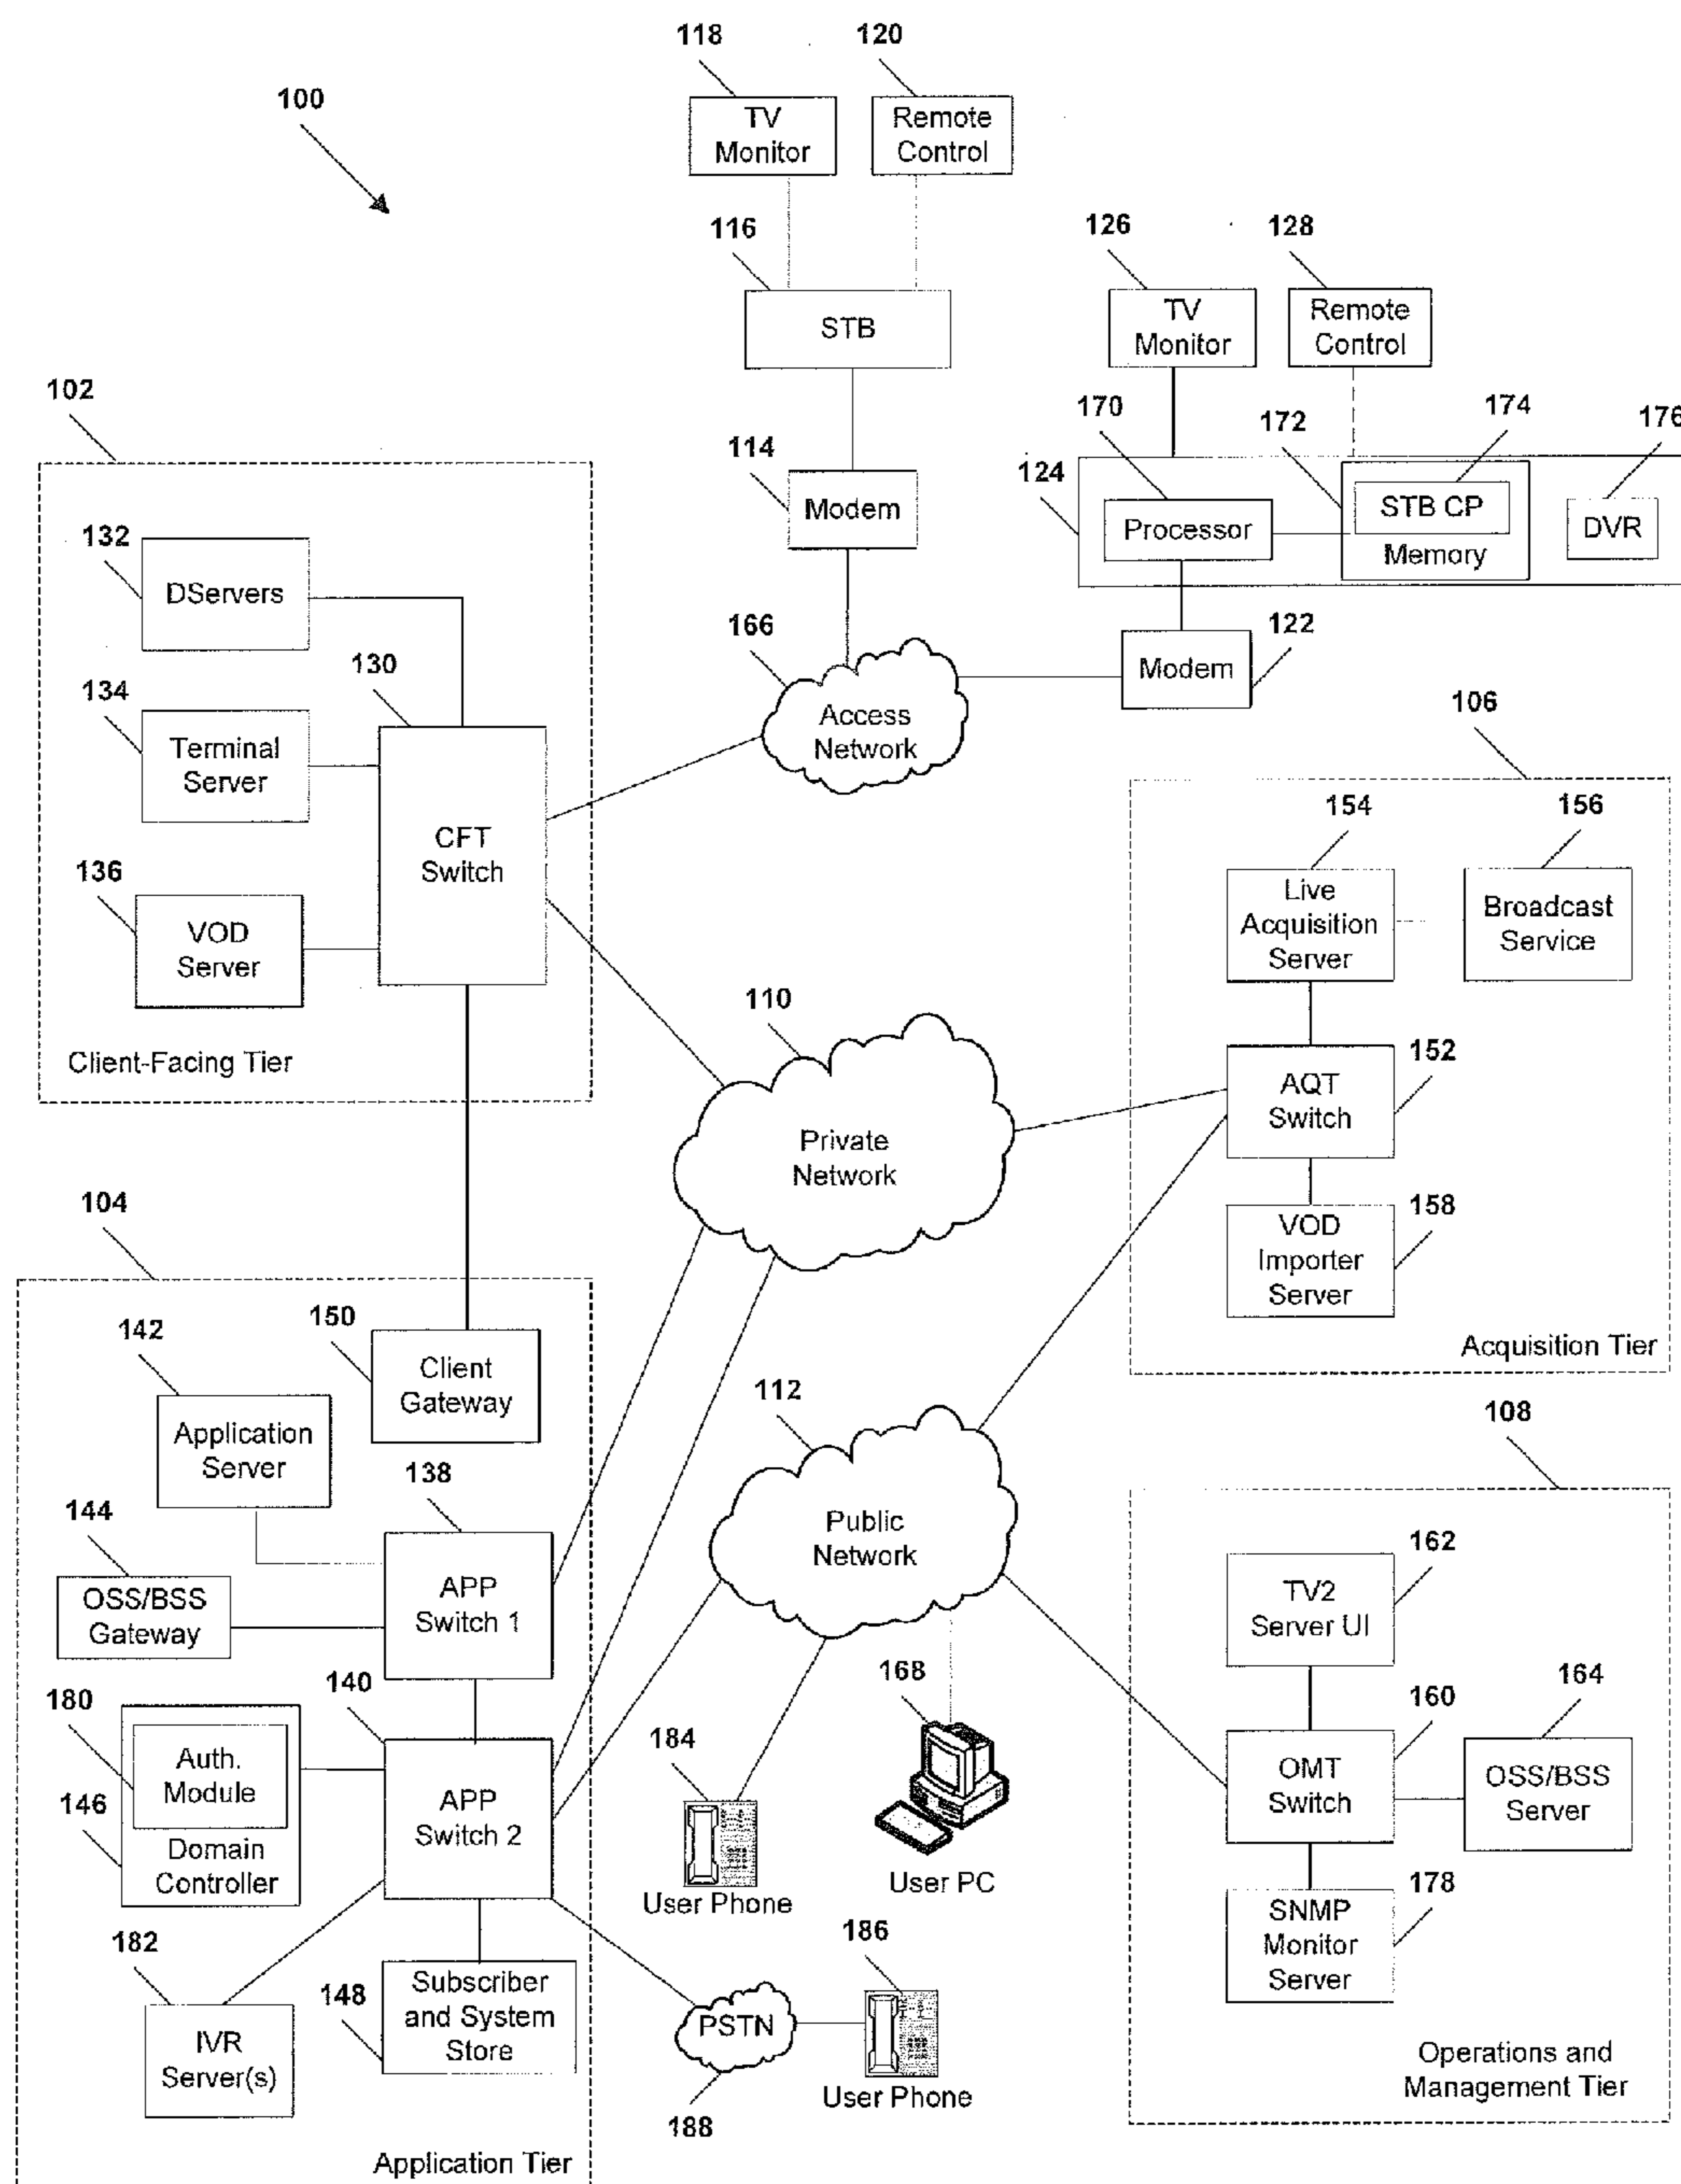 118
120
100
TV
Monitor
Remote
Control
116
126
128
STB
TV
Monitor
Remote
Control
102
170
172
174
176
114
124
STB CP
Modem
Processor
DVR
Memory
132
DServers
166
122
130
Modem
134
Access
Network
106
Terminal
Server
154
156
CFT
Switch
136
Live
Acquisition
Server
Broadcast
Service
VOD
Server
110
152
Client-Facing Tier
AQT
Switch
Private
Network
104
158
VOD
Importer
Server
142
150
Acquisition Tier
Client
Gateway
112
108
Application
Server
138
144
Public
Network
162
APP
Switch 1
TV2
Server UI
OSS/BSS
Gateway
140
168
160
164
180
184
Auth.
Module
OMT
Switch
OSS/BSS
Server
146
APP
Switch 2
Domain
Controller
User PC
178
User Phone
SNMP
Monitor
Server
182
186
148
Subscriber
and System
Store
PSTN
IVR
Server(s)
User Phone
188
Operations and
Management Tier
Application Tier